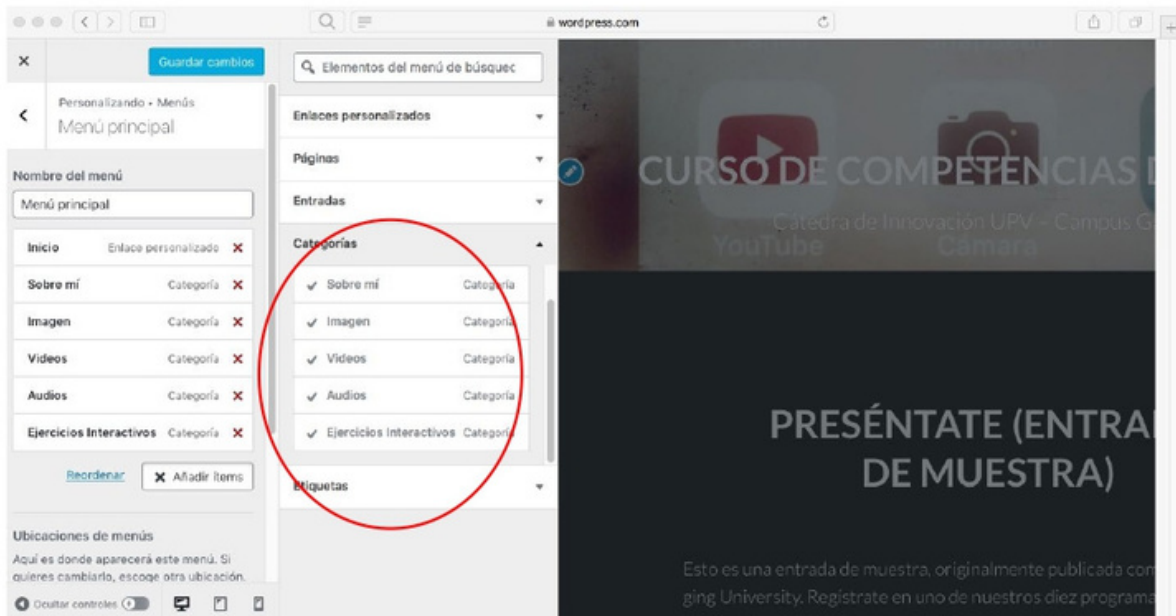 wordpress.com
Guardar cambios
Personalizando • Menús
Menú principal
Nombre del menú
Menú principal
Inicio Enlace personalizado
Sobre mí Categoría
Imagen Categoría
Videos Categoría
Audios Categoría
Ejercicios Interactivos Categoría
Reordenar Añadir ítems
Ubicaciones de menús
Aquí es donde aparecerá este menú. Si
quieres cambiarlo, escoge otra ubicación.
Ocultar controles
Elementos del menú de búsquec
Enlaces personalizados
Páginas
Entradas
Categorías
Sobre mí Categoría
Imagen Categoría
Videos Categoría
Audios Categoría
Ejercicios Interactivos Categoría
Etiquetas
CURSO DE COMPETENCIAS D
Cátedra de Innovación UPV - Campus G
YouTube Cámara
PRESÉNTATE (ENTRA
DE MUESTRA)
Esto es una entrada de muestra, originalmente publicada com
ging University. Regístrate en uno de nuestros diez programa